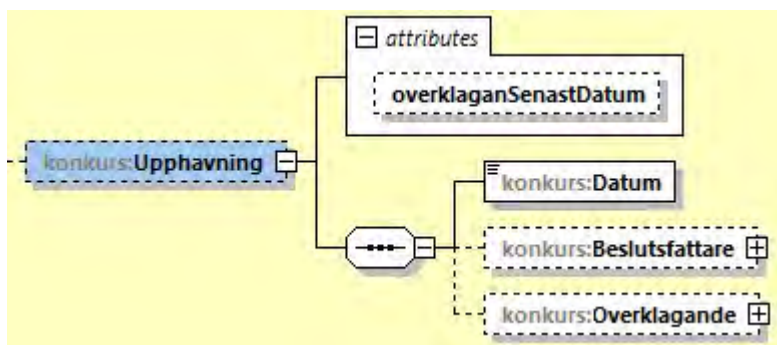 attributes
overklaganSenastDatum
konkurs:Upphavning
konkurs:Datum
konkurs:Beslutsfattare
konkurs:Overklagande